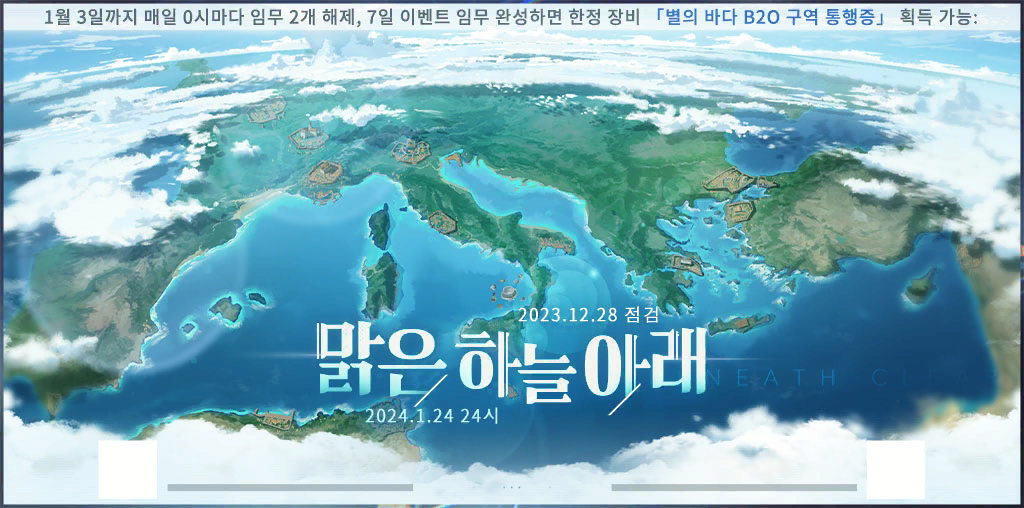 1월 3일까지 매일 0시마다 임무 2개 해제, 7일 이벤트 임무 완성하면 한정 장비 「별의 바다 B2O 구역 통행증」 획득 가능:
2023.12.28 점검
맑은 하늘 아래
NEATH
2024.1.24 24시